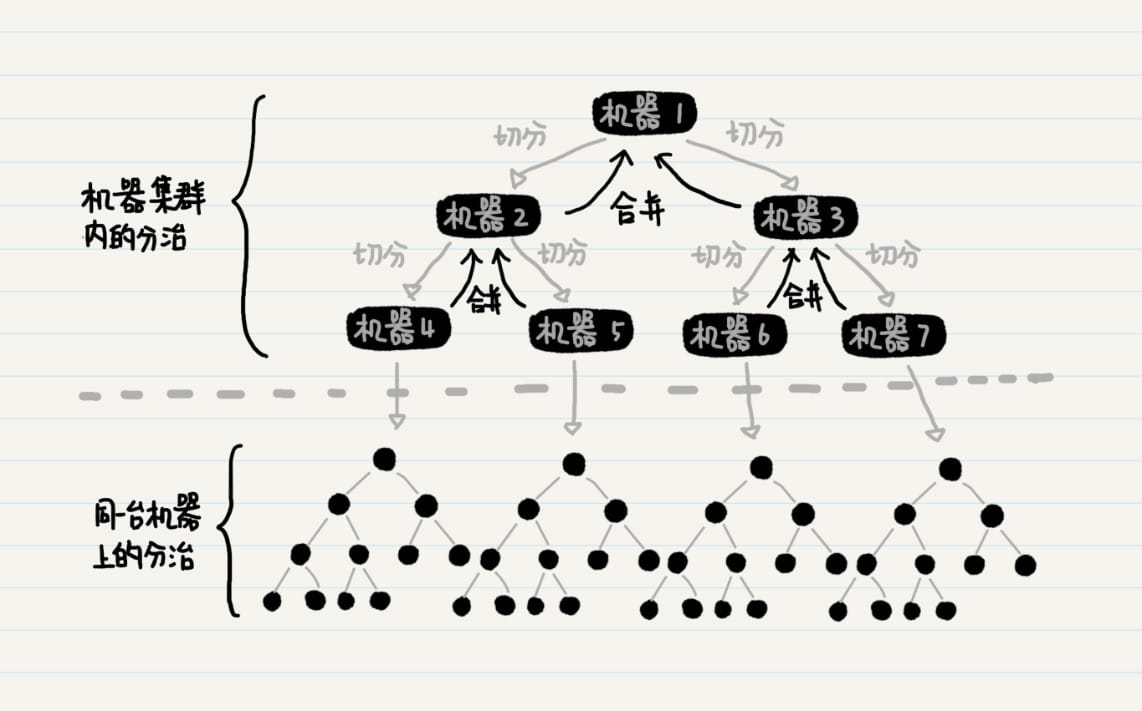 机器1
切分
切分
机器集群
内的分治
机器2
合并
机器3
切分
切分
切分
切分
合并
合并
机器4
机器5
机器6
机器7
同一台机器
上的分治